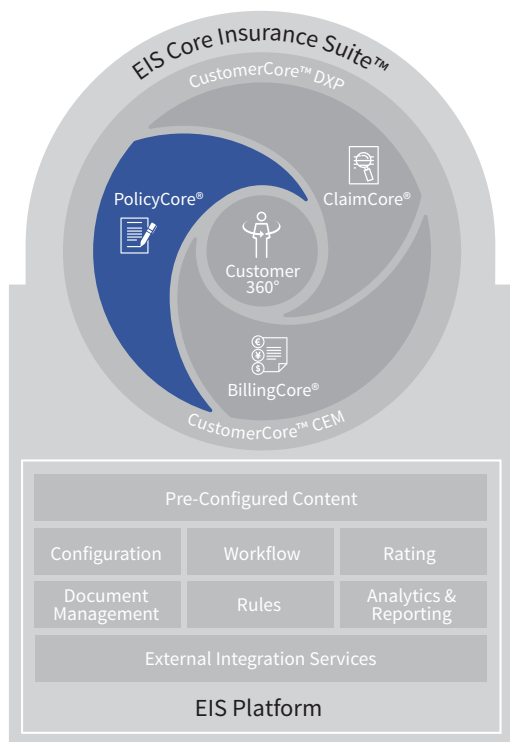 EIS Core Insurance Suite™
CustomerCore™ DXP
PolicyCore®
ClaimCore®
Customer
360°
€
¥
$
BillingCore®
CustomerCore™ CEM
Pre-Configured Content
Configuration
Workflow
Rating
Document
Management
Rules
Analytics &
Reporting
External Integration Services
EIS Platform